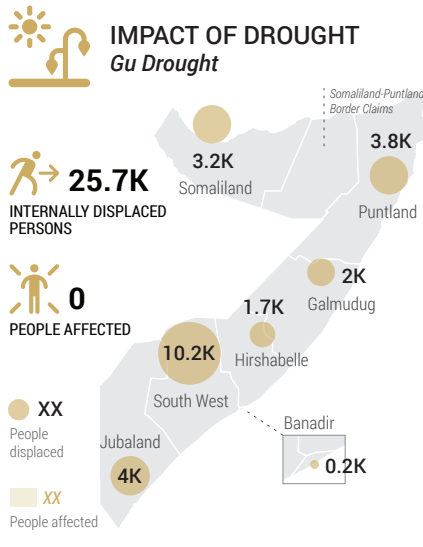 IMPACT OF DROUGHT
Gu Drought
Somaliland-Puntland
Border Claims
3.2K
Somaliland
3.8K
Puntland
25.7K
INTERNALLY DISPLACED
PERSONS
2K
Galmudug
0
PEOPLE AFFECTED
1.7K
Hirshabelle
10.2K
South West
XX
People
displaced
Banadir
0.2K
Jubaland
4K
XX
People affected